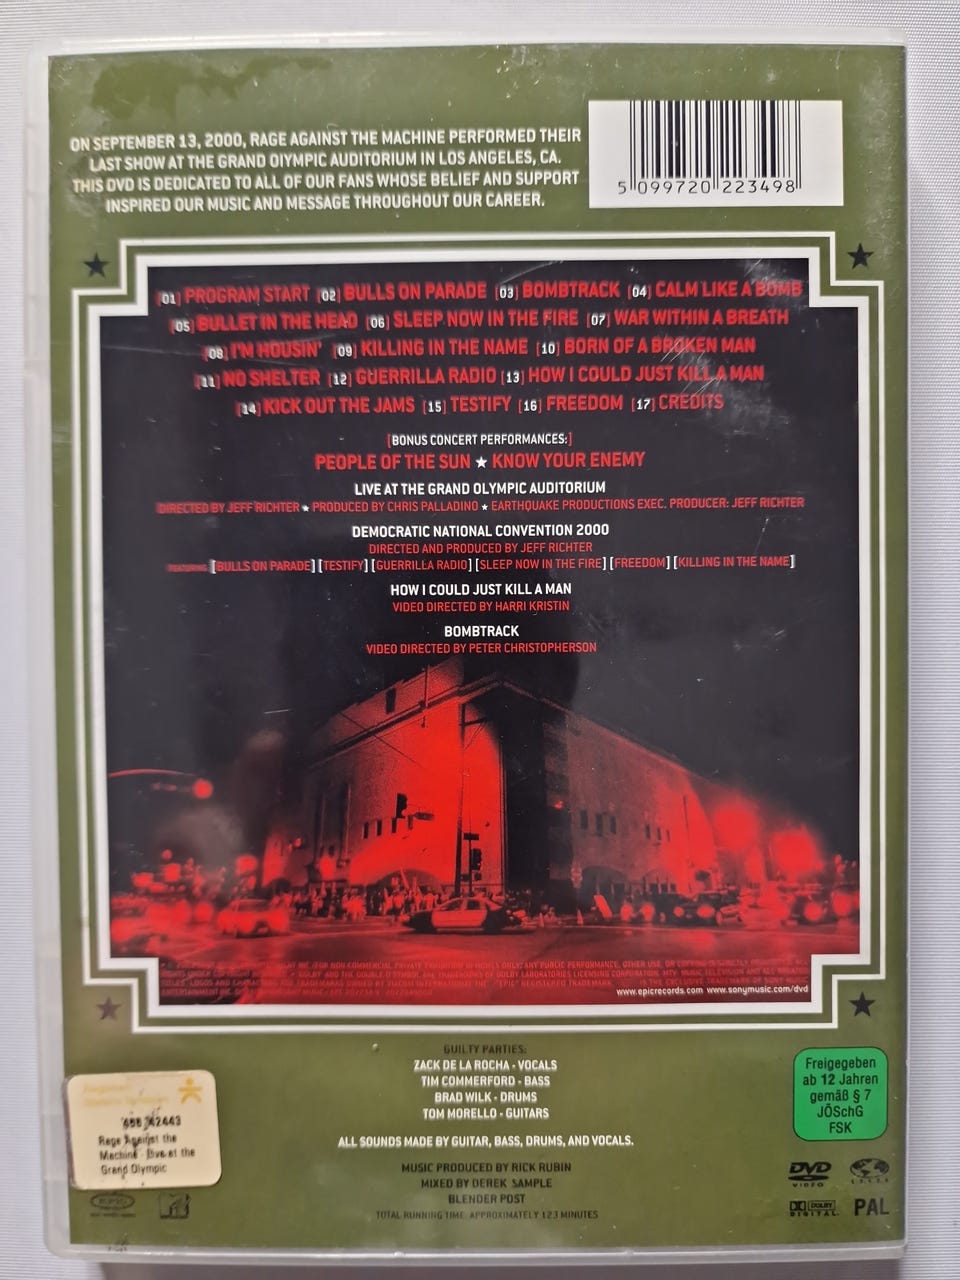 ON SEPTEMBER 13, 2000, RAGE AGAINST THE MACHINE PERFORMED THEIR
LAST SHOW AT THE GRAND OlYMPIC AUDITORIUM IN LOS ANGELES, CA.
THIS DVD IS DEDICATED TO ALL OF OUR FANS WHOSE BELIEF AND SUPPORT
INSPIRED OUR MUSIC AND MESSAGE THROUGHOUT OUR CAREER.
5 099720 223498
[01] PROGRAM START [02] BULLS ON PARADE [03] BOMBTRACK [04] CALM LIKE A BOMB
[05] BULLET IN THE HEAD [06] SLEEP NOW IN THE FIRE [07] WAR WITHIN A BREATH
[08] I'M HOUSIN' [09] KILLING IN THE NAME [10] BORN OF A BROKEN MAN
[11] NO SHELTER [12] GUERRILLA RADIO [13] HOW I COULD JUST KILL A MAN
[14] KICK OUT THE JAMS [15] TESTIFY [16] FREEDOM [17] CREDITS
[BONUS CONCERT PERFORMANCES:]
PEOPLE OF THE SUN ★ KNOW YOUR ENEMY
LIVE AT THE GRAND OLYMPIC AUDITORIUM
DIRECTED BY JEFF RICHTER ★ PRODUCED BY CHRIS PALLADINO ★ EARTHQUAKE PRODUCTIONS EXEC. PRODUCER: JEFF RICHTER
DEMOCRATIC NATIONAL CONVENTION 2000
DIRECTED AND PRODUCED BY JEFF RICHTER
FEATURING [BULLS ON PARADE] [TESTIFY] [GUERRILLA RADIO] [SLEEP NOW IN THE FIRE] [FREEDOM] [KILLING IN THE NAME]
HOW I COULD JUST KILL A MAN
VIDEO DIRECTED BY HARRI KRISTIN
BOMBTRACK
VIDEO DIRECTED BY PETER CHRISTOPHERSON
www.epicrecords.com www.sonymusic.com/dvd
GUILTY PARTIES:
ZACK DE LA ROCHA - VOCALS
TIM COMMERFORD - BASS
BRAD WILK - DRUMS
TOM MORELLO - GUITARS
ALL SOUNDS MADE BY GUITAR, BASS, DRUMS, AND VOCALS.
MUSIC PRODUCED BY RICK RUBIN
MIXED BY DEREK SAMPLE
BLENDER POST
TOTAL RUNNING TIME: APPROXIMATELY 123 MINUTES
Freigegeben
ab 12 Jahren
gemäß § 7
JÖSchG
FSK
Rage Against the
Machine - live at the
Grand Olympic
EPIC
DVD
VIDEO
DOLBY
DIGITAL
PAL